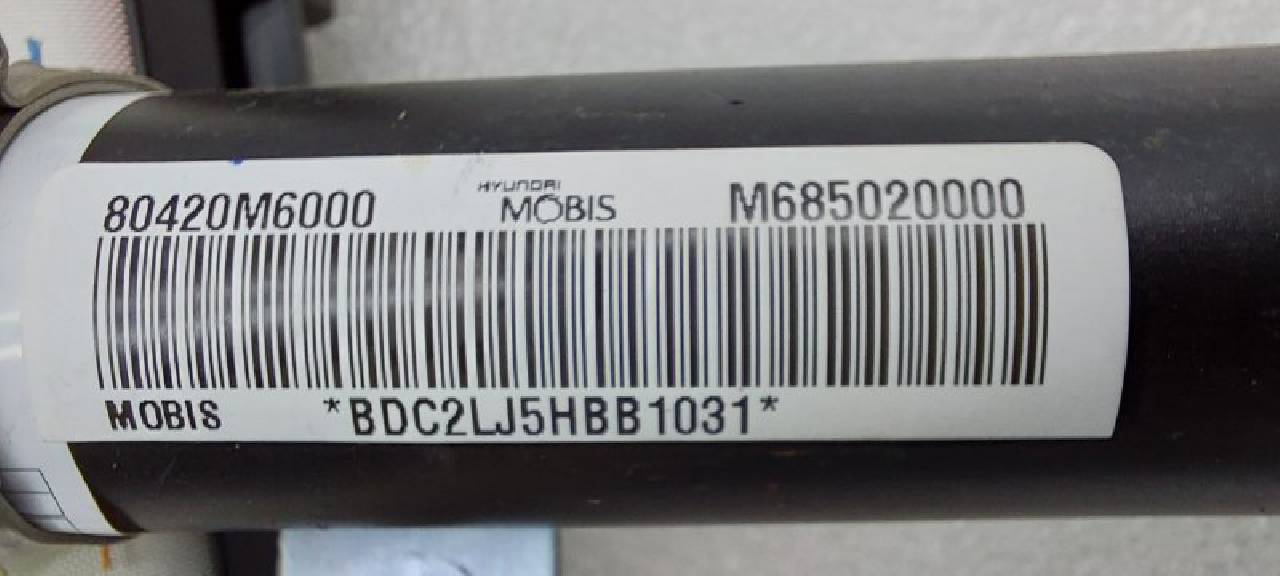 80420M6000 HYUNDAI MOBIS M685020000
MOBIS *BDC2LJ5HBB1031*